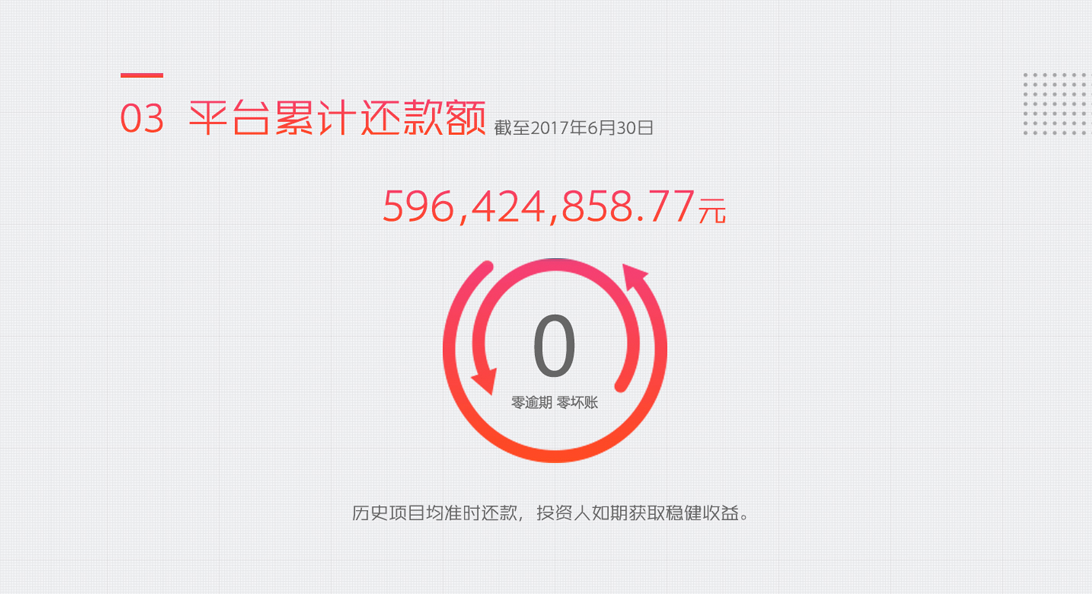 03 平台累计还款额 截至2017年6月30日
596,424,858.77元
0
零逾期 零坏账
历史项目均准时还款，投资人如期获取稳健收益。